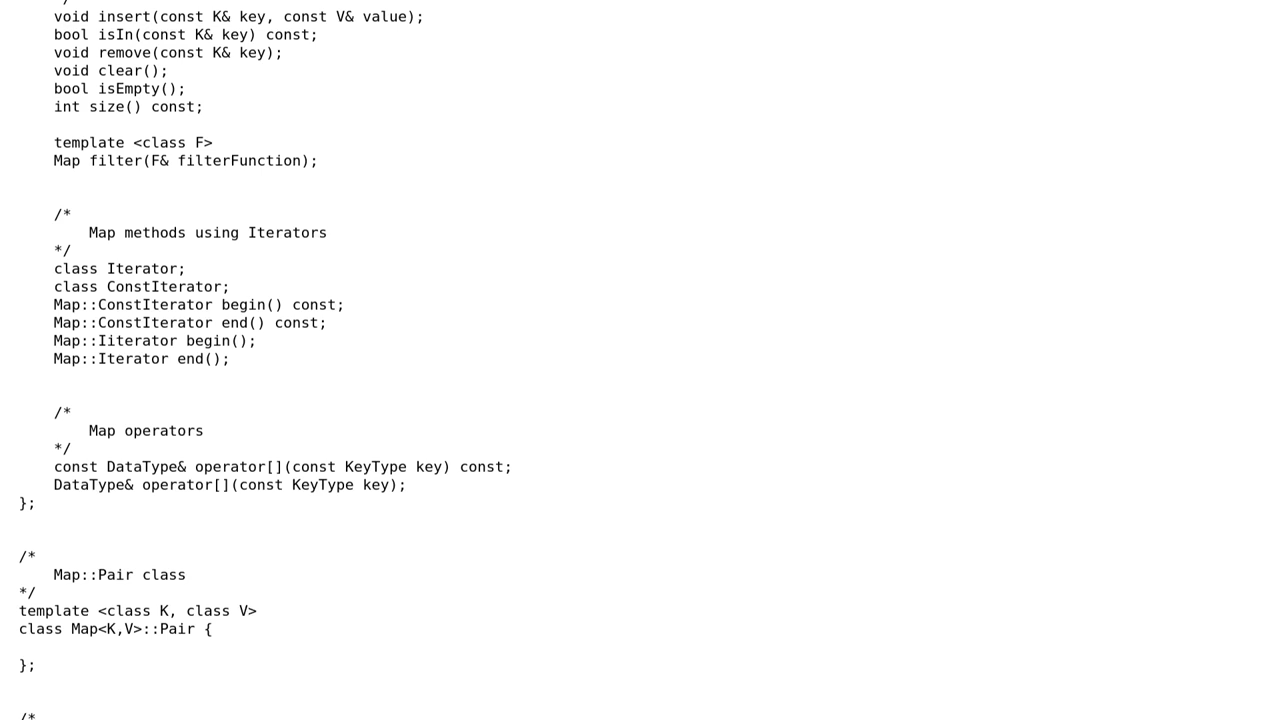 */
void insert(const K& key, const V& value);
bool isIn(const K& key) const;
void remove(const K& key);
void clear();
bool isEmpty();
int size() const;
template <class F>
Map filter(F& filterFunction);
/*
Map methods using Iterators
*/
class Iterator;
class ConstIterator;
Map::ConstIterator begin() const;
Map::ConstIterator end() const;
Map::Iiterator begin();
Map::Iterator end();
/*
Map operators
*/
const DataType& operator[](const KeyType key) const;
DataType& operator[](const KeyType key);
};
/*
Map::Pair class
*/
template <class K, class V>
class Map<K,V>::Pair {
};
/*